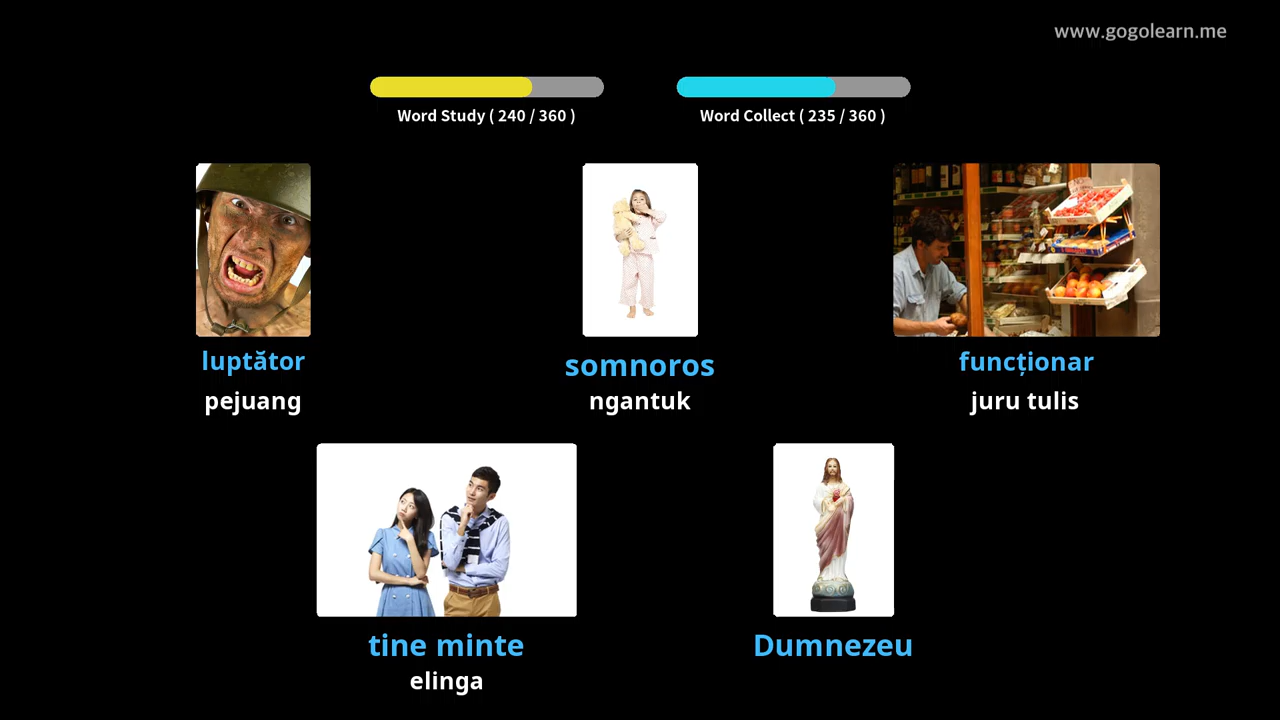 www.gogolearn.me
Word Study ( 240 / 360 )
Word Collect ( 235 / 360 )
luptător
pejuang
somnoros
ngantuk
funcționar
juru tulis
tine minte
elinga
Dumnezeu